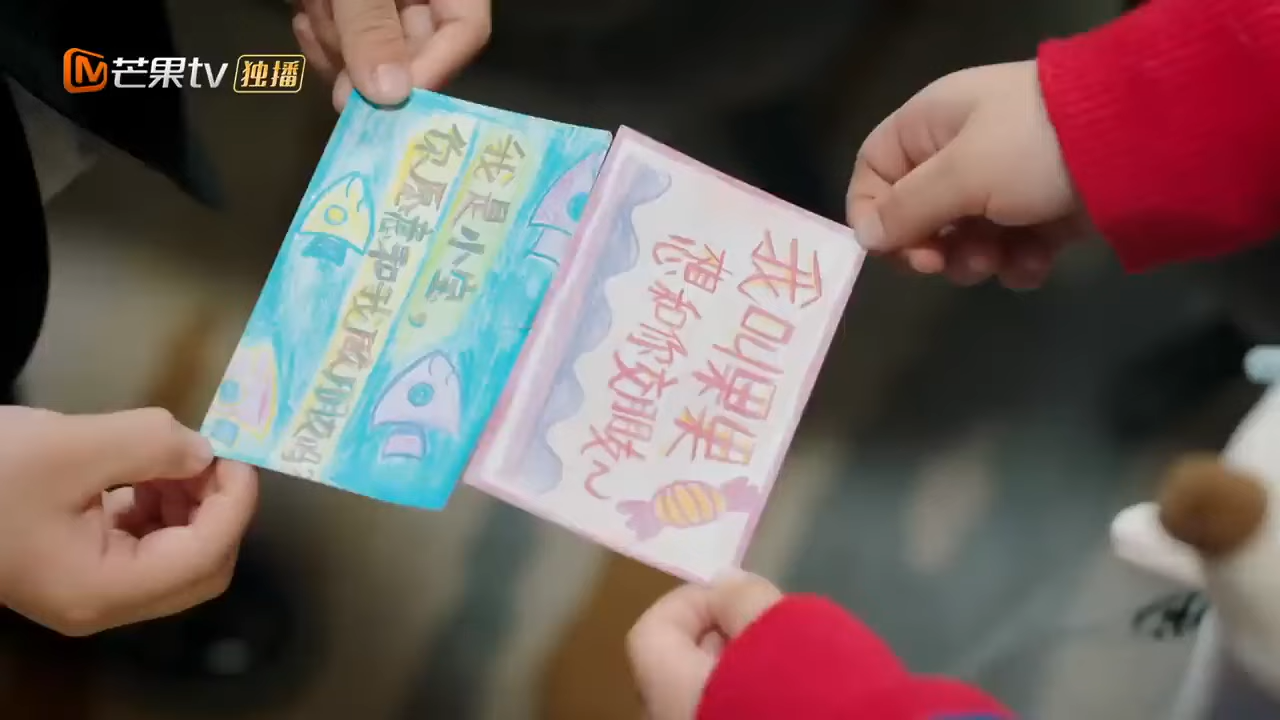 芒果tv 独播
我是小宝,
你愿意和我做朋友吗?
我叫果果
想和你交朋友~